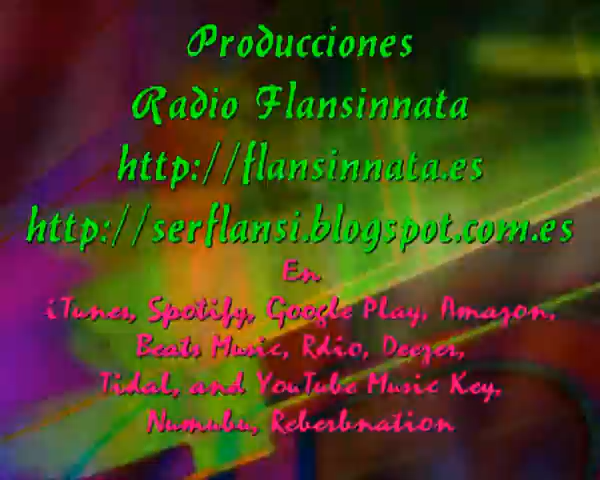 Producciones
Radio Flansinnata
http://flansinnata.es
http://serflansi.blogspot.com.es
En
iTunes, Spotify, Google Play, Amazon,
Beats Music, Rdio, Deezer,
Tidal, and YouTube Music Key,
Numubu, Reberbnation